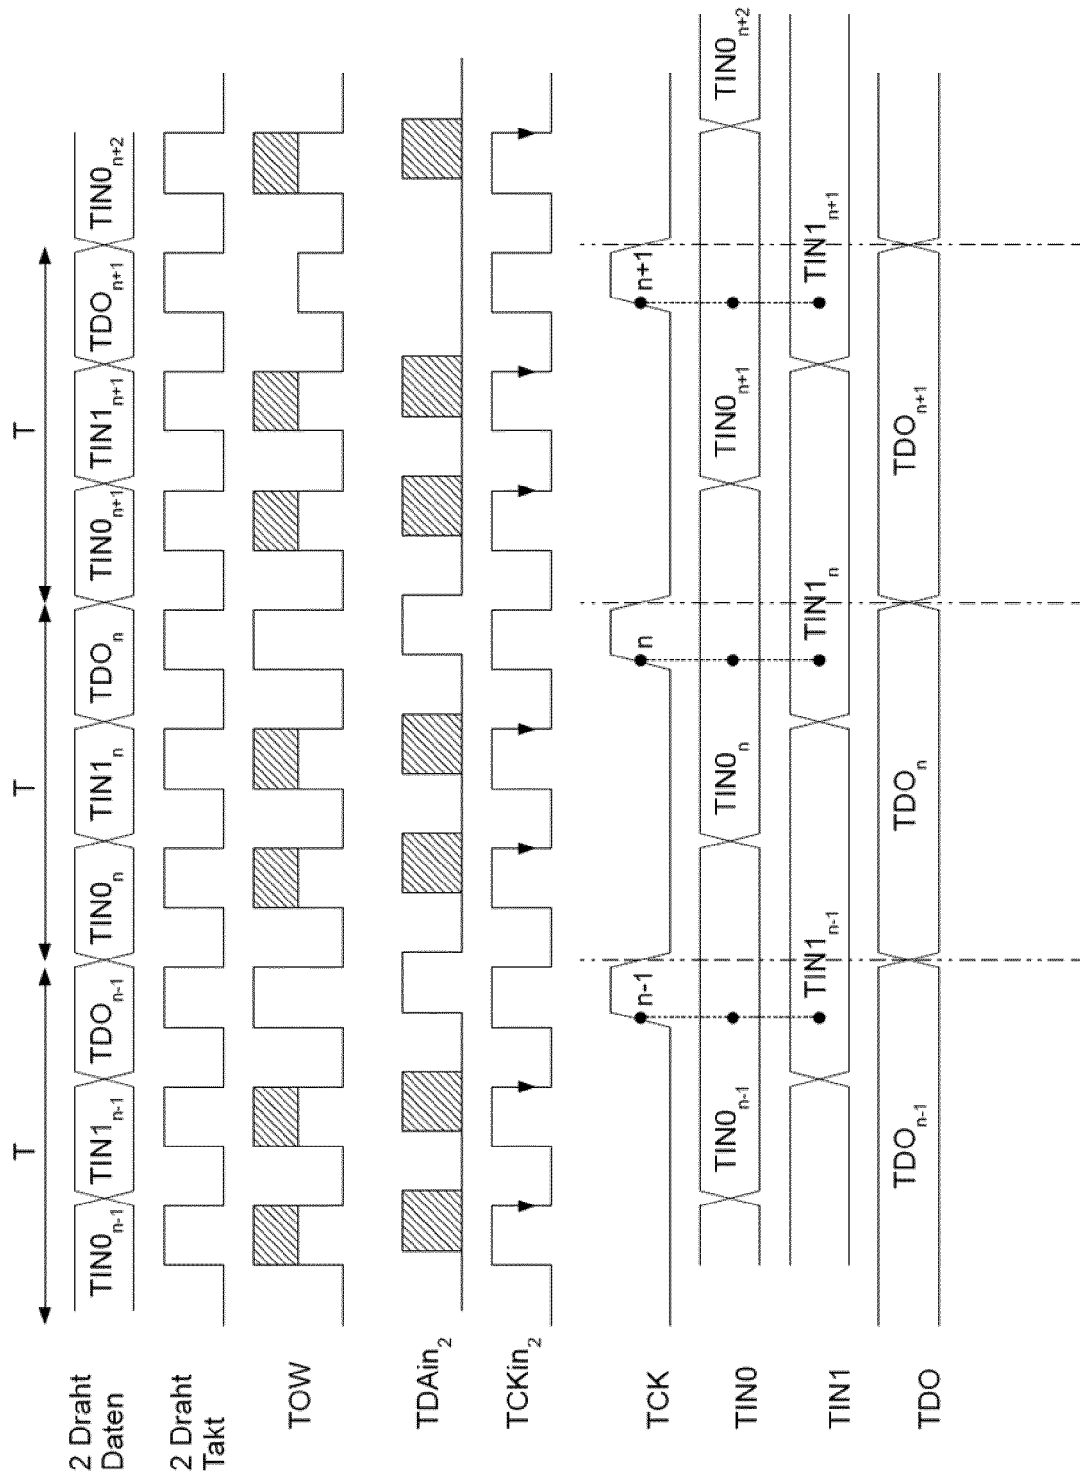 T T T
2 Draht
Daten
TIN0n-1 TIN1n-1 TDOn-1 TIN0n TIN1n TDOn TIN0n+1 TIN1n+1 TDOn+1 TIN0n+2
2 Draht
Takt
TOW
TDAin2
TCKin2
TCK n-1 n n+1
TIN0 TIN0n-1 TIN0n TIN0n+1 TIN0n+2
TIN1 TIN1n-1 TIN1n TIN1n+1
TDO TDOn-1 TDOn TDOn+1